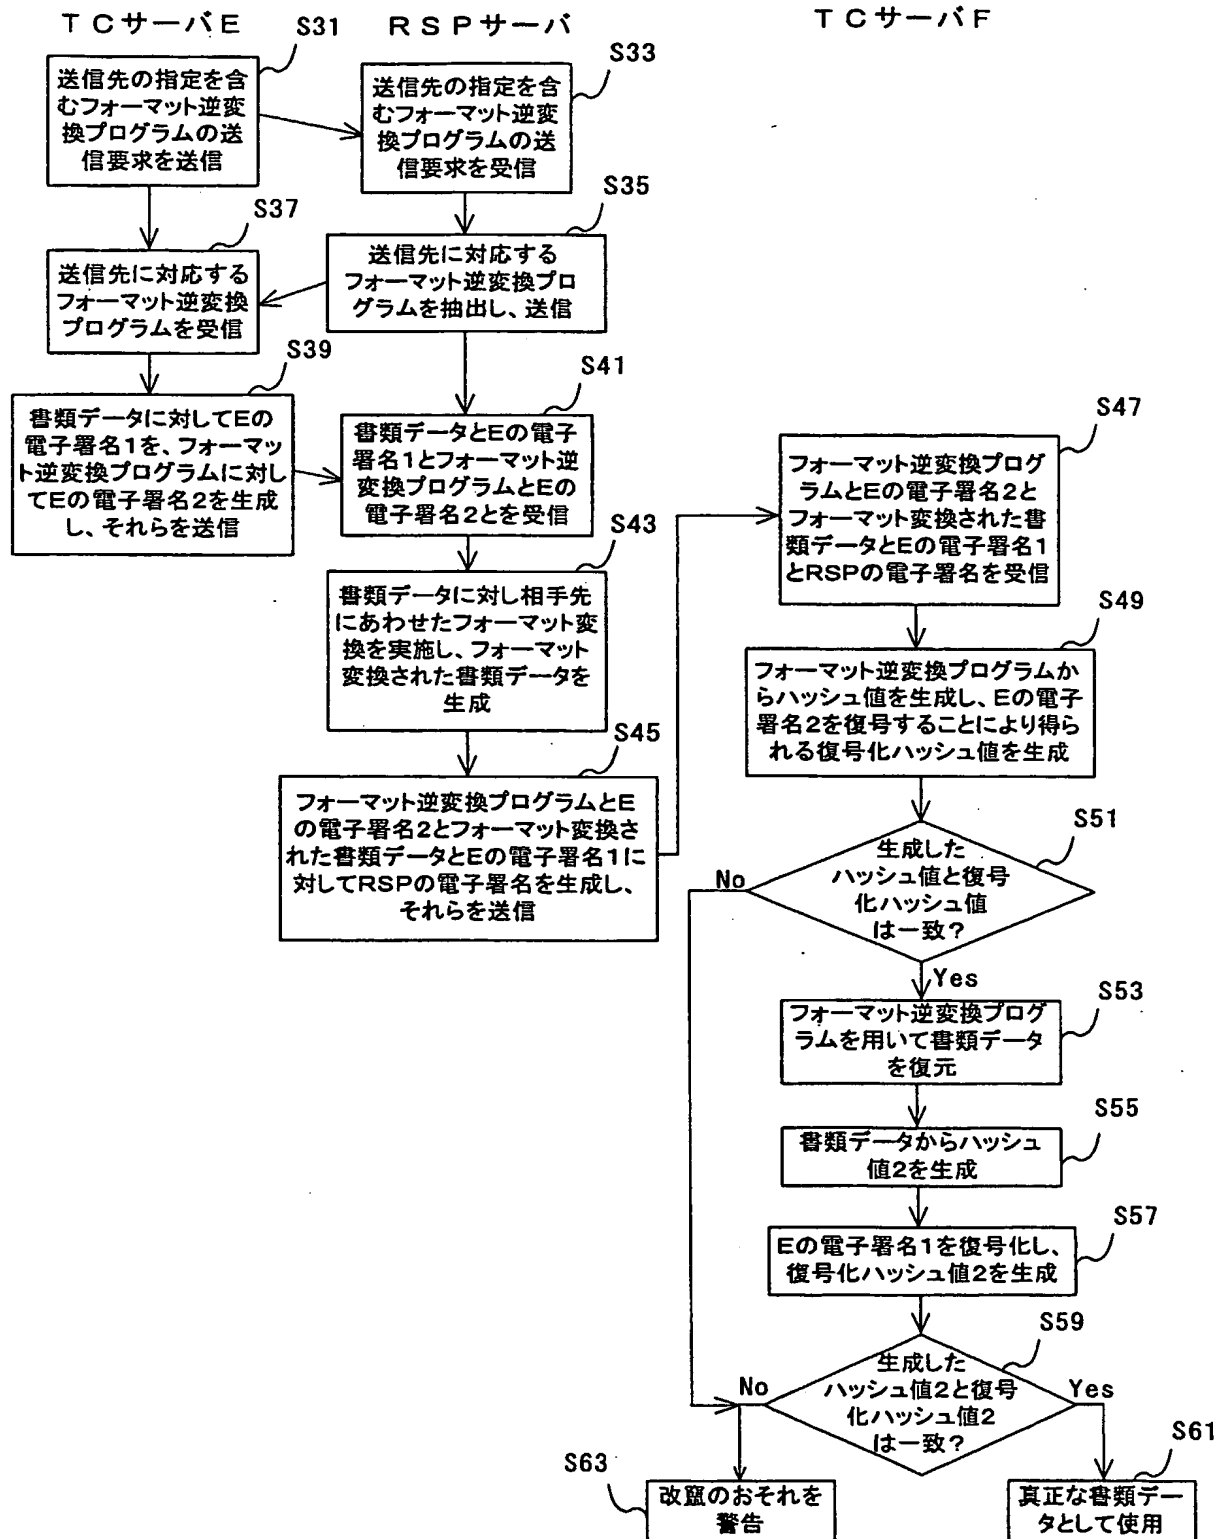 TCサーバE
RSPサーバ
TCサーバF
S31
送信先の指定を含
むフォーマット逆変
換プログラムの送
信要求を送信
S33
送信先の指定を含
むフォーマット逆変
換プログラムの送
信要求を受信
S35
送信先に対応する
フォーマット逆変換プロ
グラムを抽出し、送信
S37
送信先に対応する
フォーマット逆変換
プログラムを受信
S39
書類データに対してEの
電子署名1を、フォーマッ
ト逆変換プログラムに対し
てEの電子署名2を生成
し、それらを送信
S41
書類データとEの電子
署名1とフォーマット逆
変換プログラムとEの
電子署名2とを受信
S43
書類データに対し相手先
にあわせたフォーマット変
換を実施し、フォーマット
変換された書類データを
生成
S45
フォーマット逆変換プログラムとE
の電子署名2とフォーマット変換さ
れた書類データとEの電子署名1に
対してRSPの電子署名を生成し、
それらを送信
S47
フォーマット逆変換プログ
ラムとEの電子署名2と
フォーマット変換された書
類データとEの電子署名1
とRSPの電子署名を受信
S49
フォーマット逆変換プログラムか
らハッシュ値を生成し、Eの電子
署名2を復号することにより得ら
れる復号化ハッシュ値を生成
S51
生成した
ハッシュ値と復号
化ハッシュ値
は一致?
No
Yes
S53
フォーマット逆変換プログ
ラムを用いて書類データ
を復元
S55
書類データからハッシュ
値2を生成
S57
Eの電子署名1を復号化し、
復号化ハッシュ値2を生成
S59
生成した
ハッシュ値2と復号
化ハッシュ値2
は一致?
No
Yes
S63
改竄のおそれを
警告
S61
真正な書類デー
タとして使用